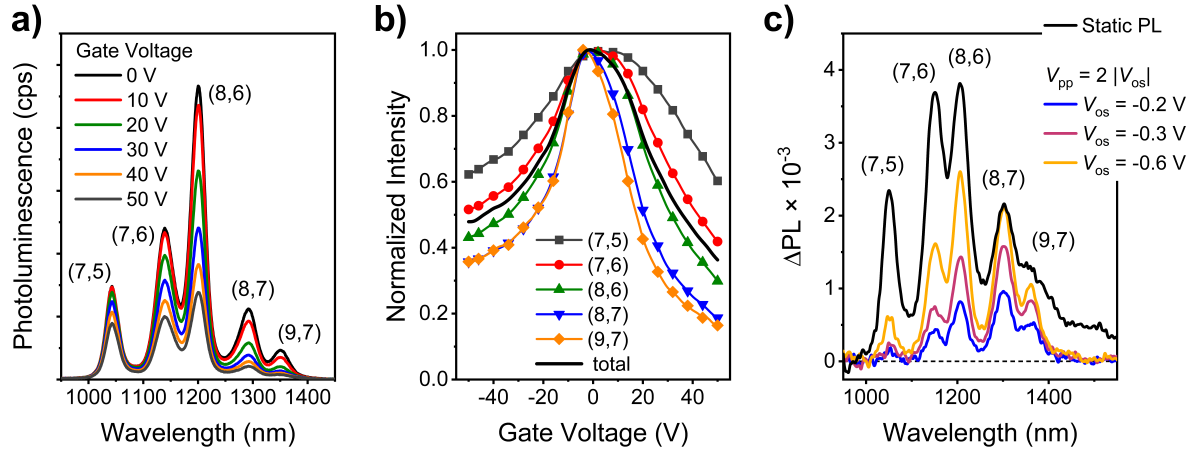 a)
Gate Voltage
0 V
10 V
20 V
30 V
40 V
50 V
(7,5)
(7,6)
(8,6)
(8,7)
(9,7)
Photoluminescence (cps)
1000 1200 1400
Wavelength (nm)
b)
1.0
0.8
0.6
0.4
0.2
0.0
Normalized Intensity
(7,5)
(7,6)
(8,6)
(8,7)
(9,7)
total
-40 -20 0 20 40
Gate Voltage (V)
c)
Static PL
Vpp = 2 |Vos|
Vos = -0.2 V
Vos = -0.3 V
Vos = -0.6 V
(7,5)
(7,6)
(8,6)
(8,7)
(9,7)
4
3
2
1
0
ΔPL × 10-3
1000 1200 1400
Wavelength (nm)